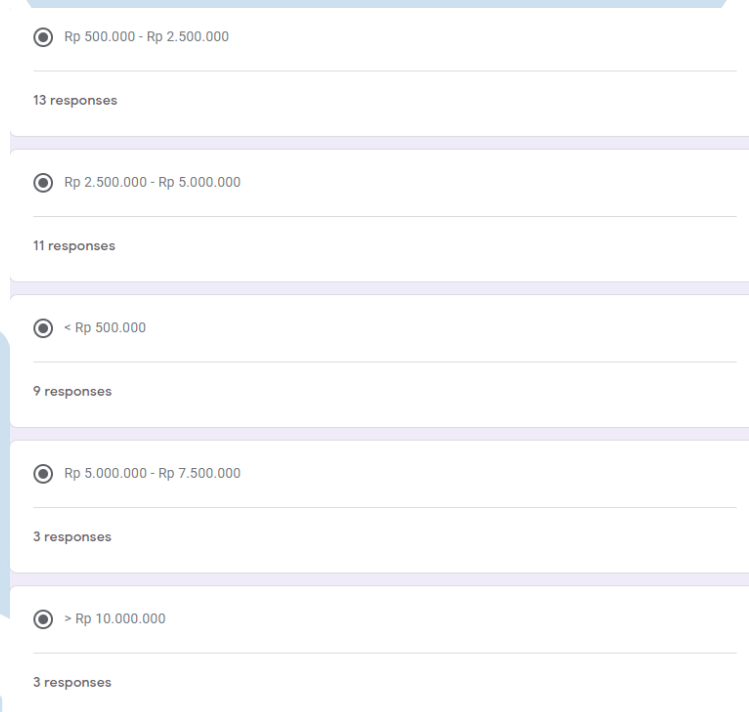 Rp 500.000 - Rp 2.500.000
13 responses
Rp 2.500.000 - Rp 5.000.000
11 responses
< Rp 500.000
9 responses
Rp 5.000.000 - Rp 7.500.000
3 responses
> Rp 10.000.000
3 responses